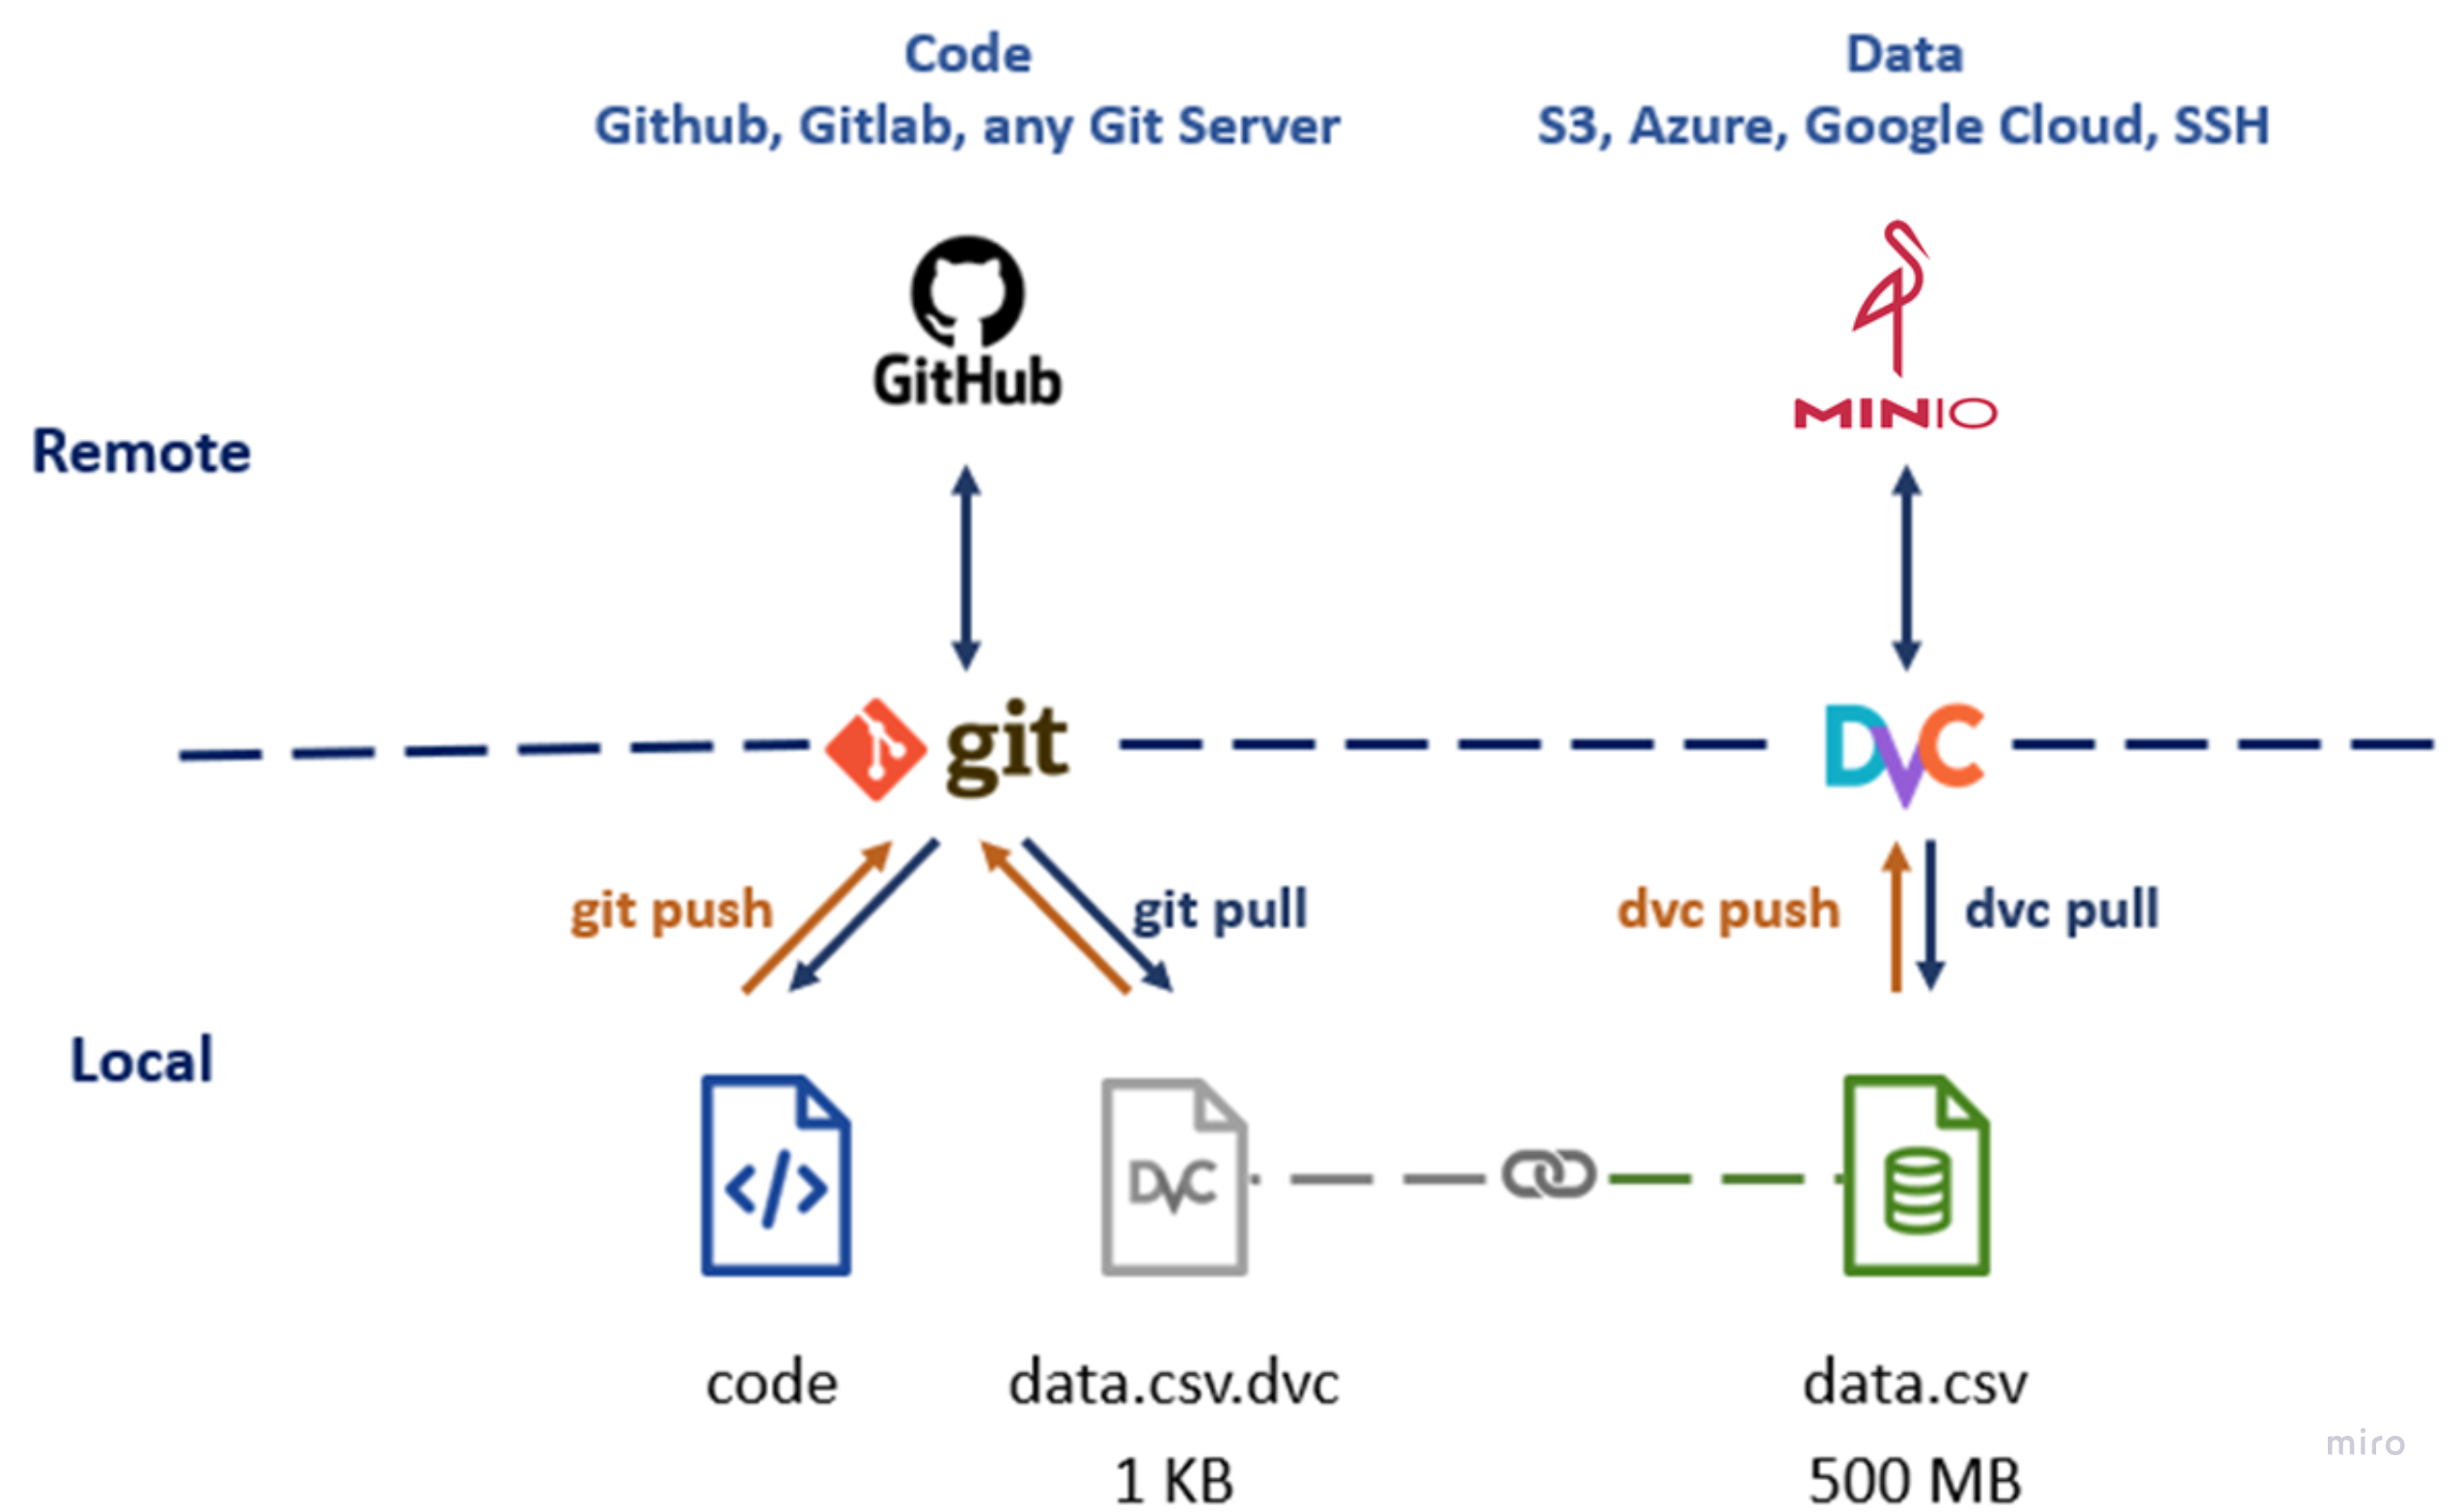 Code
Github, Gitlab, any Git Server
Data
S3, Azure, Google Cloud, SSH
GitHub
MINIO
Remote
git
DVC
git push
git pull
dvc push
dvc pull
Local
DVC
code
data.csv.dvc
data.csv
1 KB
500 MB
miro